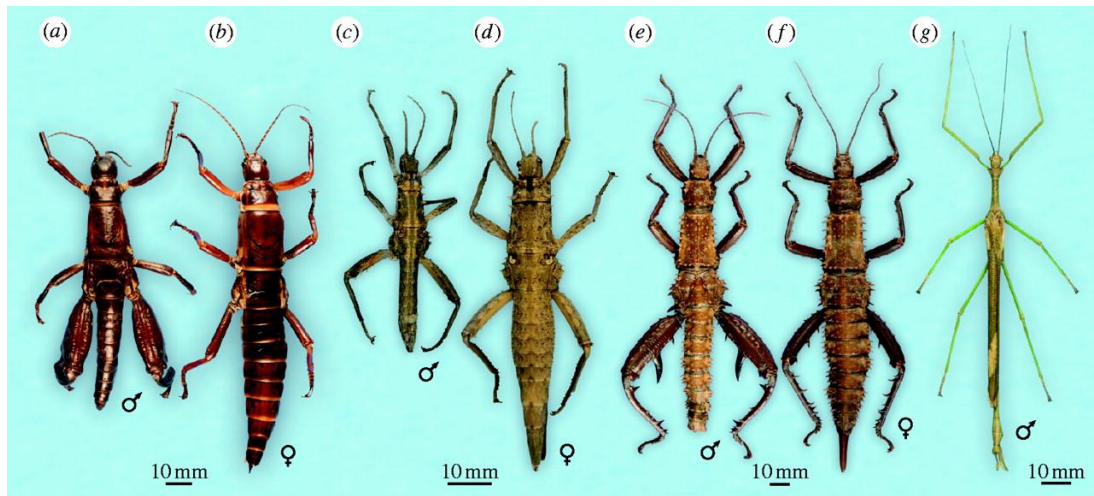 (a) (b) (c) (d) (e) (f) (g)
♂ ♀ ♂ ♀ ♂ ♀ ♂
10 mm 10 mm 10 mm 10 mm